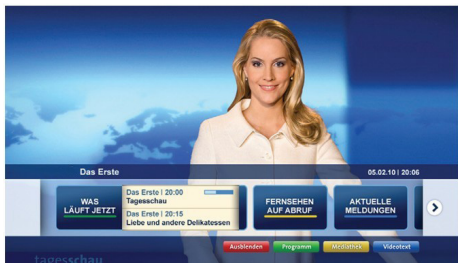 Das Erste
05.02.10 | 20:06
WAS
LÄUFT JETZT
Das Erste | 20:00
Tagesschau
Das Erste | 20:15
Liebe und andere Delikatessen
FERNSEHEN
AUF ABRUF
AKTUELLE
MELDUNGEN
Ausblenden
Programm
Mediathek
Videotext
tagesschau